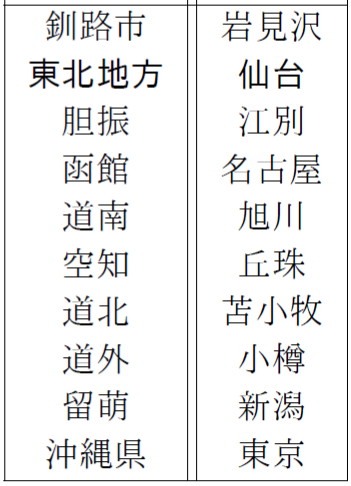 釧路市 岩見沢
東北地方 仙台
胆振 江別
函館 名古屋
道南 旭川
空知 丘珠
道北 苫小牧
道外 小樽
留萌 新潟
沖縄県 東京